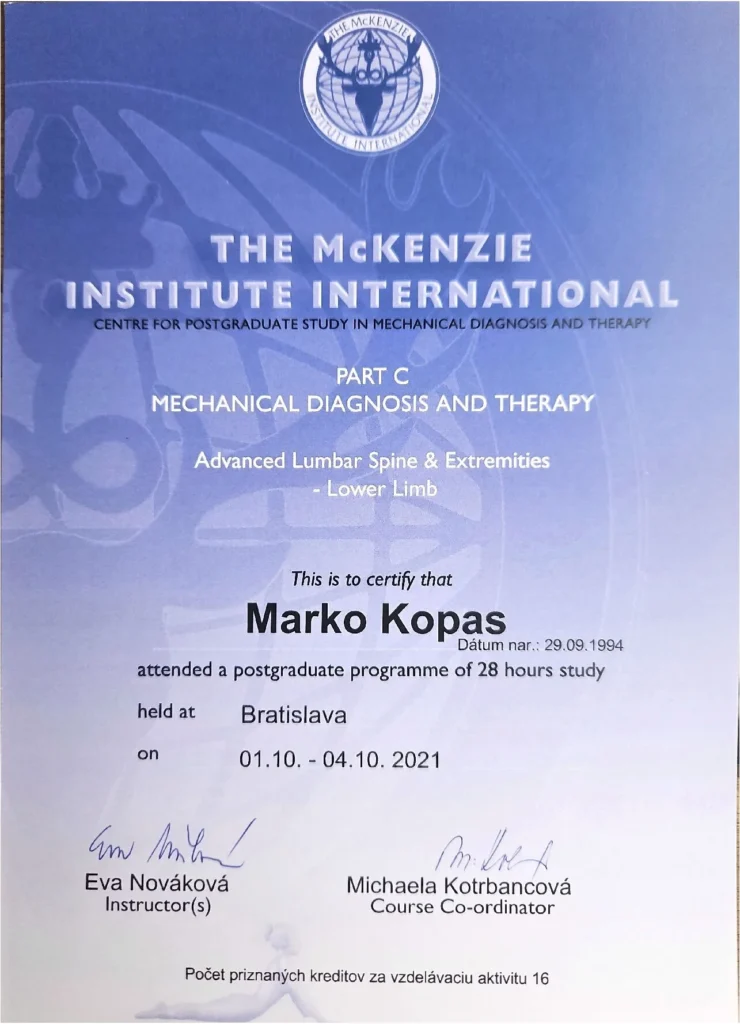 THE McKENZIE
INSTITUTE INTERNATIONAL
THE McKENZIE
INSTITUTE INTERNATIONAL
CENTRE FOR POSTGRADUATE STUDY IN MECHANICAL DIAGNOSIS AND THERAPY
PART C
MECHANICAL DIAGNOSIS AND THERAPY
Advanced Lumbar Spine & Extremities
- Lower Limb
This is to certify that
Marko Kopas
Dátum nar.: 29.09.1994
attended a postgraduate programme of 28 hours study
held at Bratislava
on 01.10. - 04.10. 2021
Eva Nováková
Instructor(s)
Michaela Kotrbancová
Course Co-ordinator
Počet priznaných kreditov za vzdelávaciu aktivitu 16